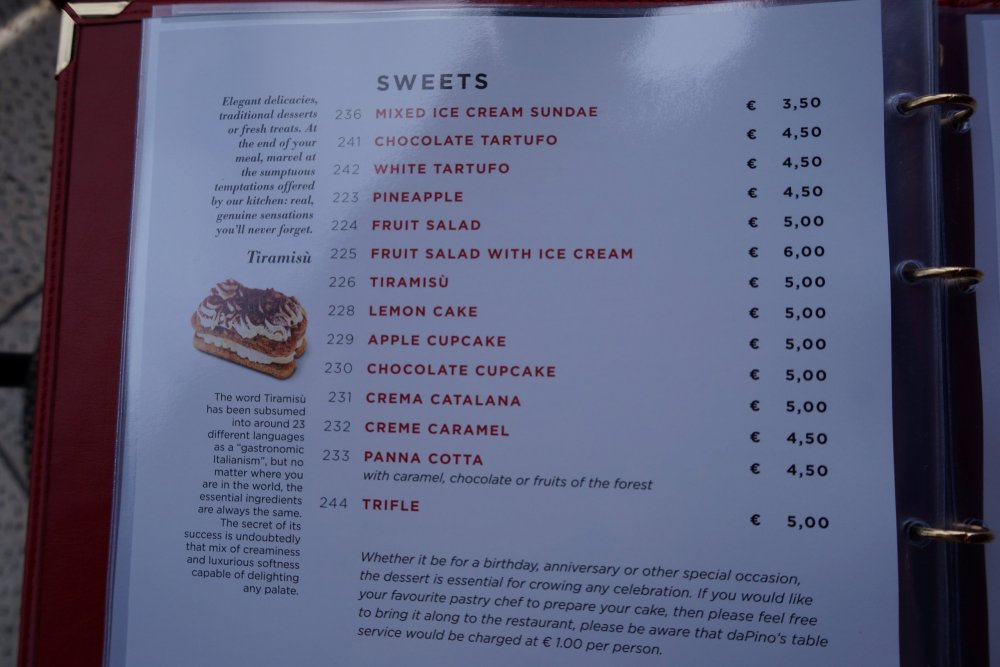 SWEETS
Elegant delicacies,
traditional desserts
or fresh treats. At
the end of your
meal, marvel at
the sumptuous
temptations offered
by our kitchen: real,
genuine sensations
you'll never forget.
Tiramisù
The word Tiramisù
has been subsumed
into around 23
different languages
as a "gastronomic
Italianism", but no
matter where you
are in the world, the
essential ingredients
are always the same.
The secret of its
success is undoubtedly
that mix of creaminess
and luxurious softness
capable of delighting
any palate.
236 MIXED ICE CREAM SUNDAE € 3,50
241 CHOCOLATE TARTUFO € 4,50
242 WHITE TARTUFO € 4,50
223 PINEAPPLE € 4,50
224 FRUIT SALAD € 5,00
225 FRUIT SALAD WITH ICE CREAM € 6,00
226 TIRAMISÙ € 5,00
228 LEMON CAKE € 5,00
229 APPLE CUPCAKE € 5,00
230 CHOCOLATE CUPCAKE € 5,00
231 CREMA CATALANA € 5,00
232 CREME CARAMEL € 4,50
233 PANNA COTTA € 4,50
with caramel, chocolate or fruits of the forest
244 TRIFLE € 5,00
Whether it be for a birthday, anniversary or other special occasion,
the dessert is essential for crowing any celebration. If you would like
your favourite pastry chef to prepare your cake, then please feel free
to bring it along to the restaurant, please be aware that daPino's table
service would be charged at € 1.00 per person.